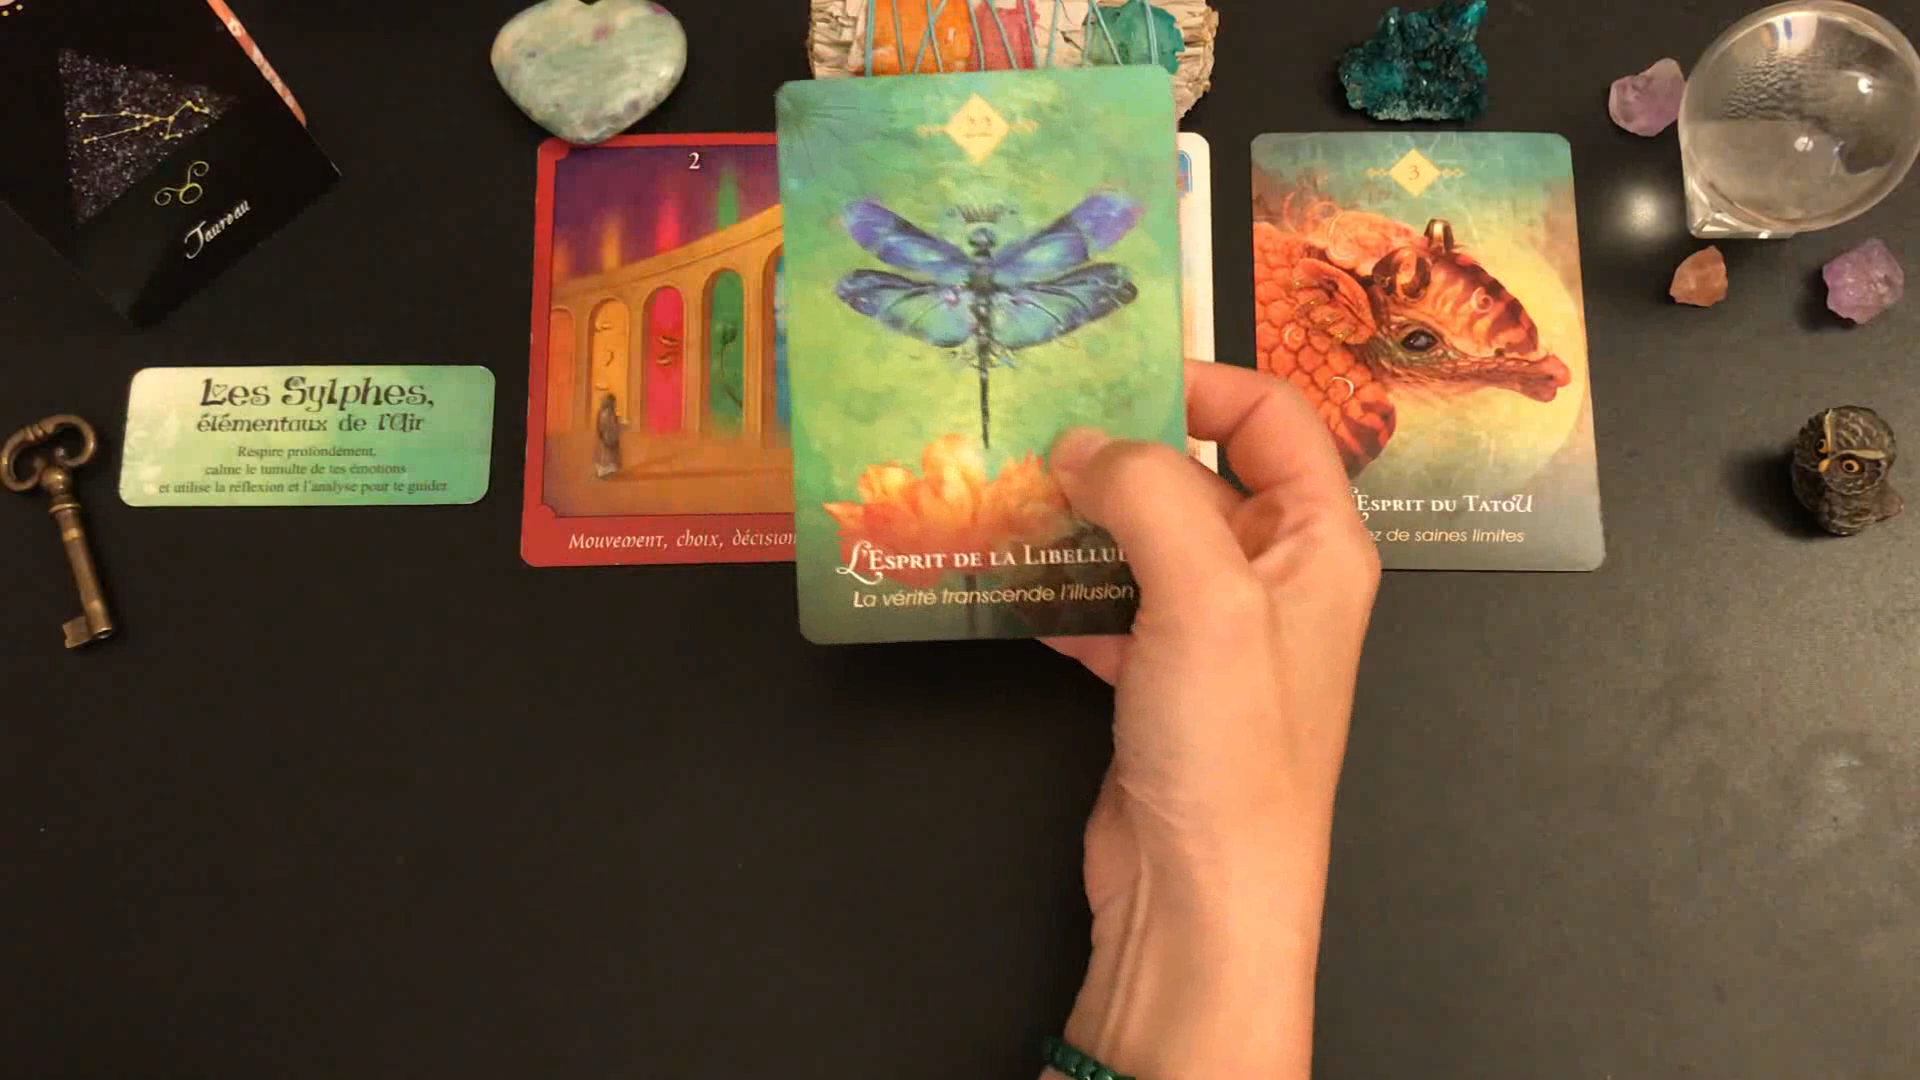 Taureau
Les Sylphes,
élémentaux de l'Air
Respire profondément,
calme le tumulte de tes émotions
et utilise la réflexion et l'analyse pour te guider
2
Mouvement, choix, décision
L'Esprit de la Libellul
La vérité transcende l'illusion
3
L'Esprit du Tatou
ez de saines limites